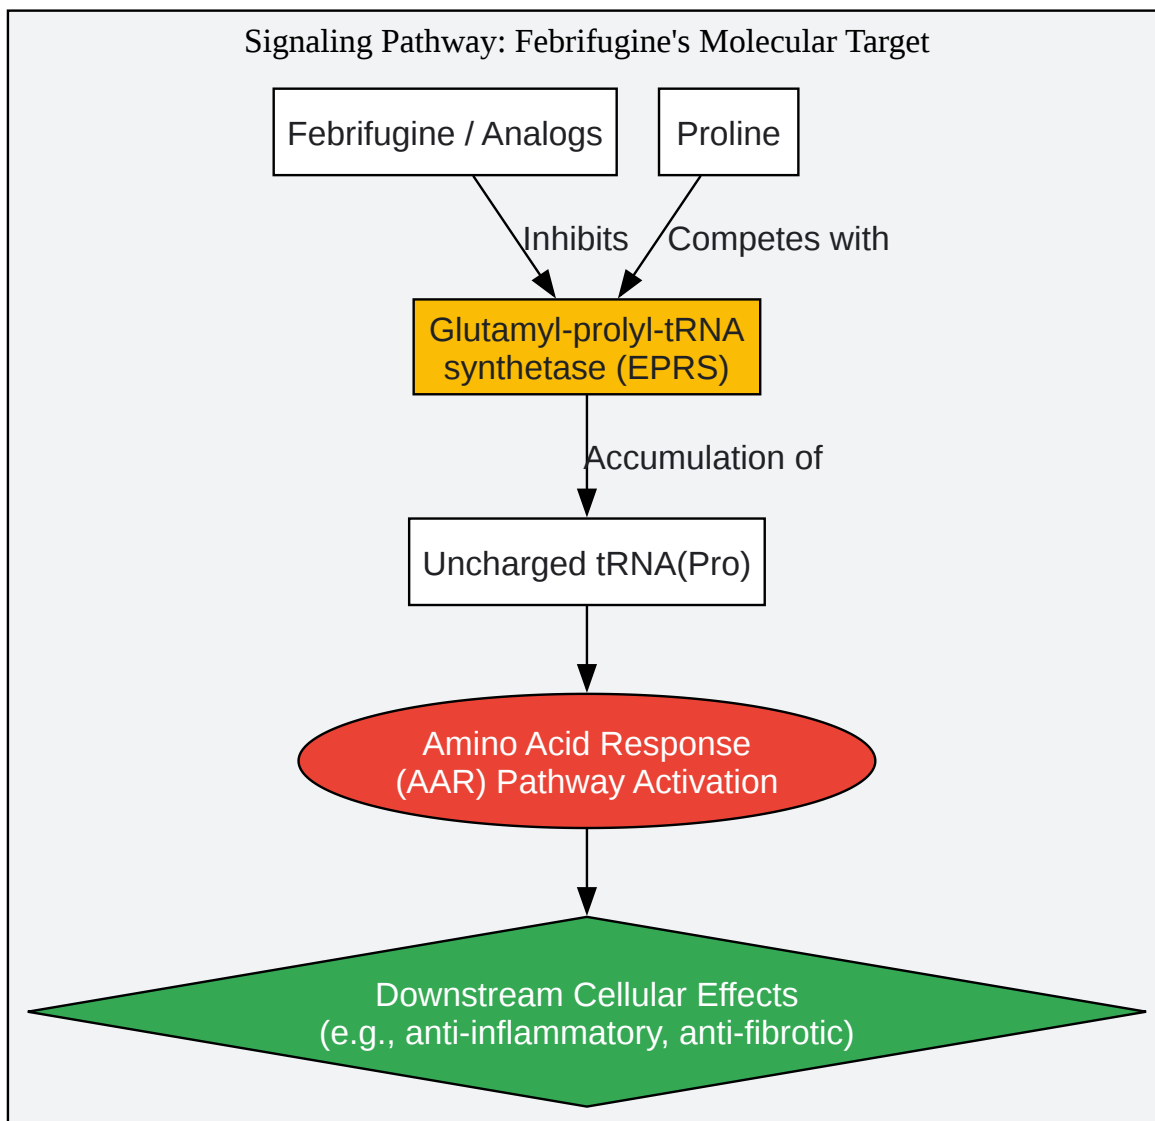 Signaling Pathway: Febrifugine's Molecular Target
Febrifugine / Analogs
Proline
Inhibits
Competes with
Glutamyl-prolyl-tRNA
synthetase (EPRS)
Accumulation of
Uncharged tRNA(Pro)
Amino Acid Response
(AAR) Pathway Activation
Downstream Cellular Effects
(e.g., anti-inflammatory, anti-fibrotic)